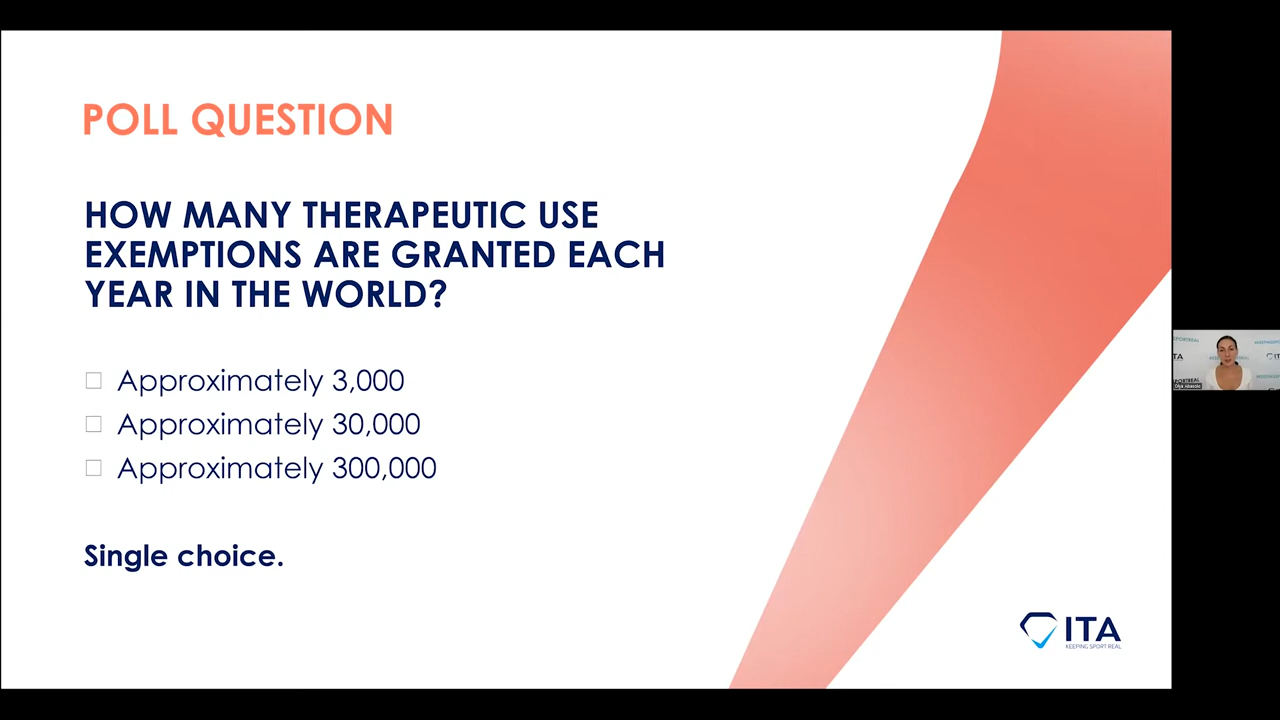 POLL QUESTION
HOW MANY THERAPEUTIC USE
EXEMPTIONS ARE GRANTED EACH
YEAR IN THE WORLD?
Approximately 3,000
Approximately 30,000
Approximately 300,000
Single choice.
ITA
KEEPING SPORT REAL